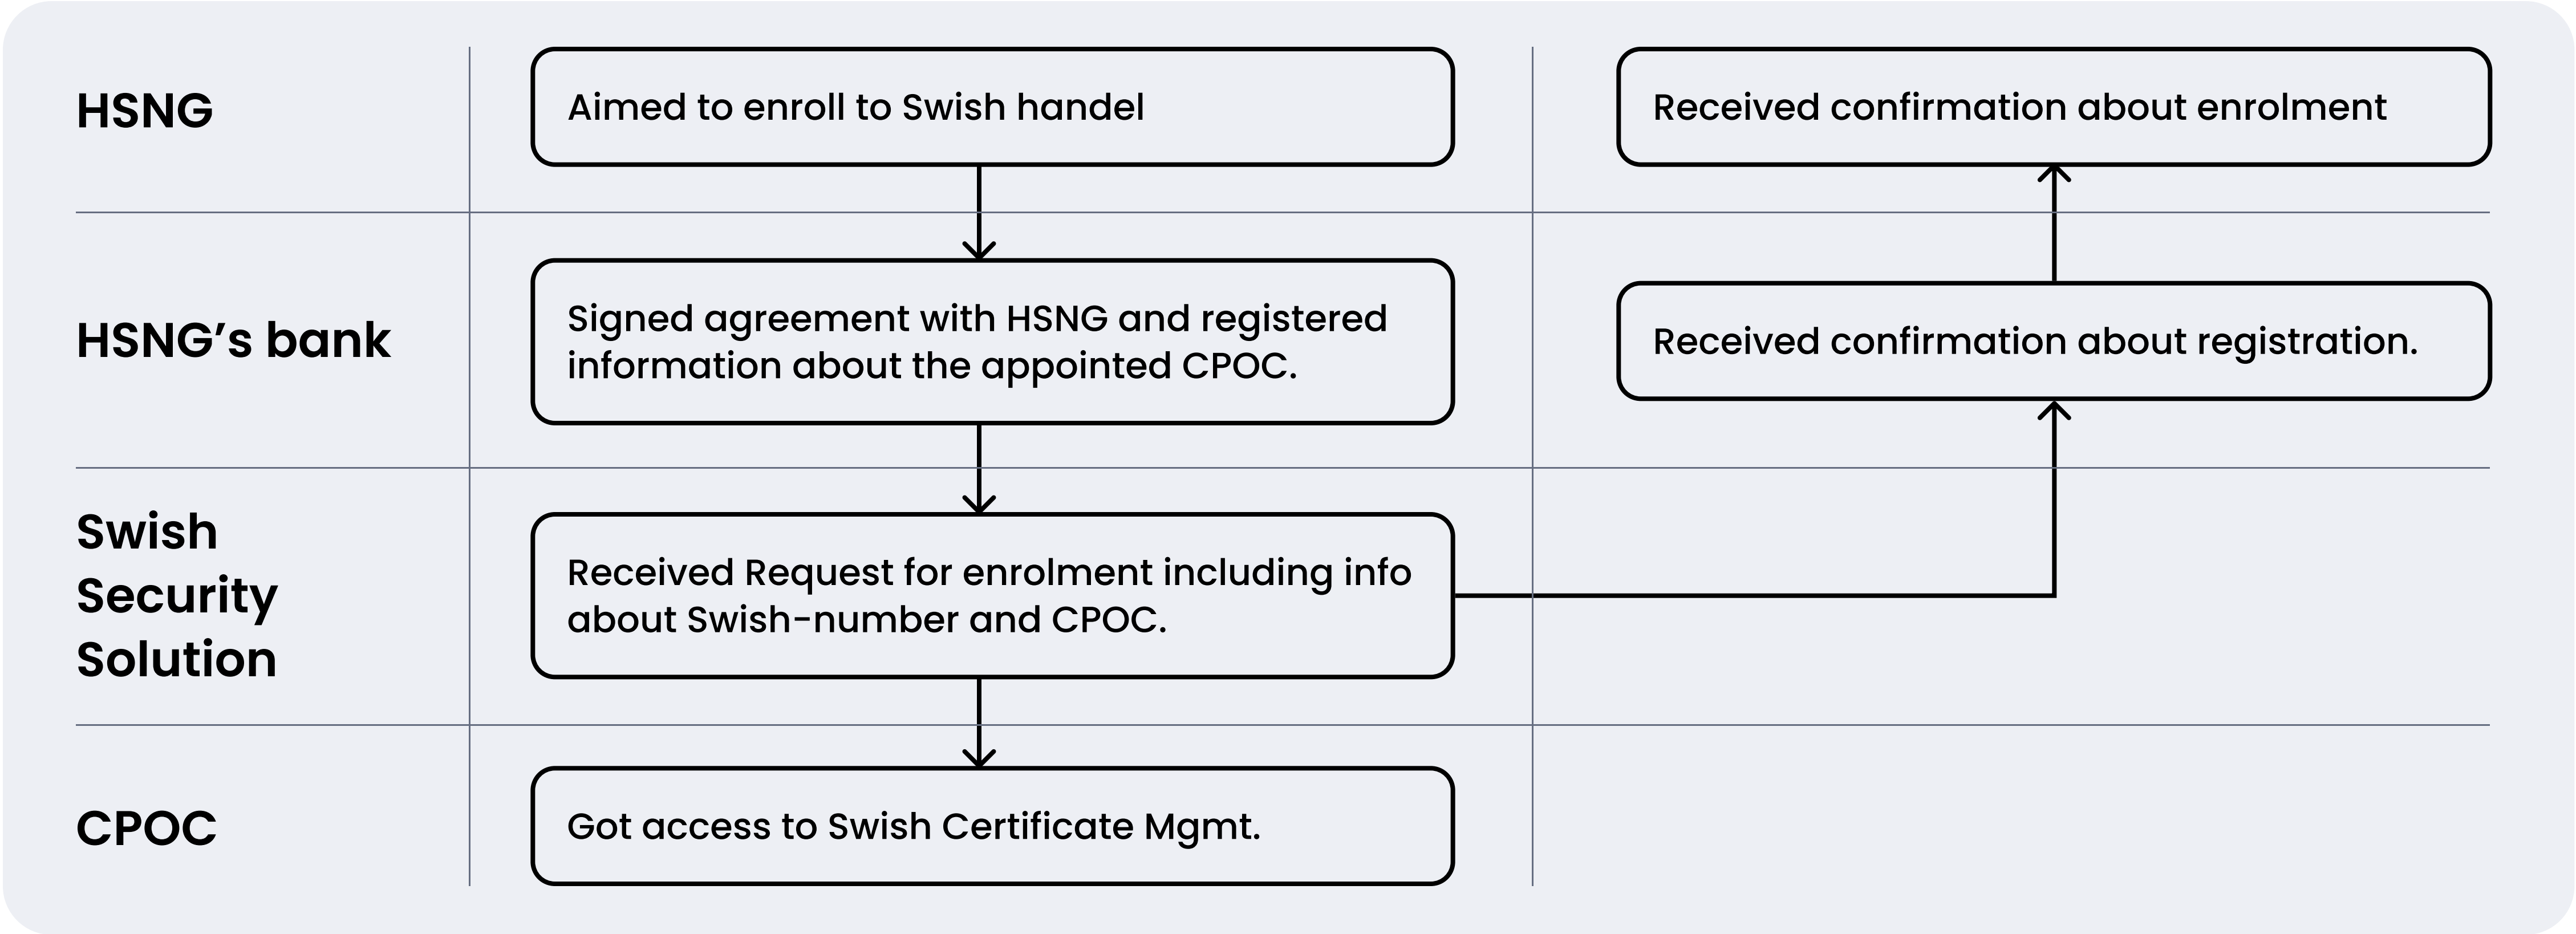 HSNG
Aimed to enroll to Swish handel
Received confirmation about enrolment
HSNG’s bank
Signed agreement with HSNG and registered
information about the appointed CPOC.
Received confirmation about registration.
Swish
Security
Solution
Received Request for enrolment including info
about Swish-number and CPOC.
CPOC
Got access to Swish Certificate Mgmt.